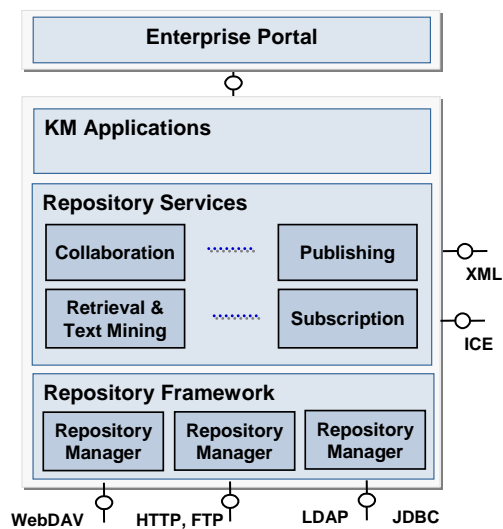 Enterprise Portal
KM Applications
Repository Services
Collaboration
Publishing
XML
Retrieval &
Text Mining
Subscription
ICE
Repository Framework
Repository
Manager
Repository
Manager
Repository
Manager
WebDAV
HTTP, FTP
LDAP
JDBC